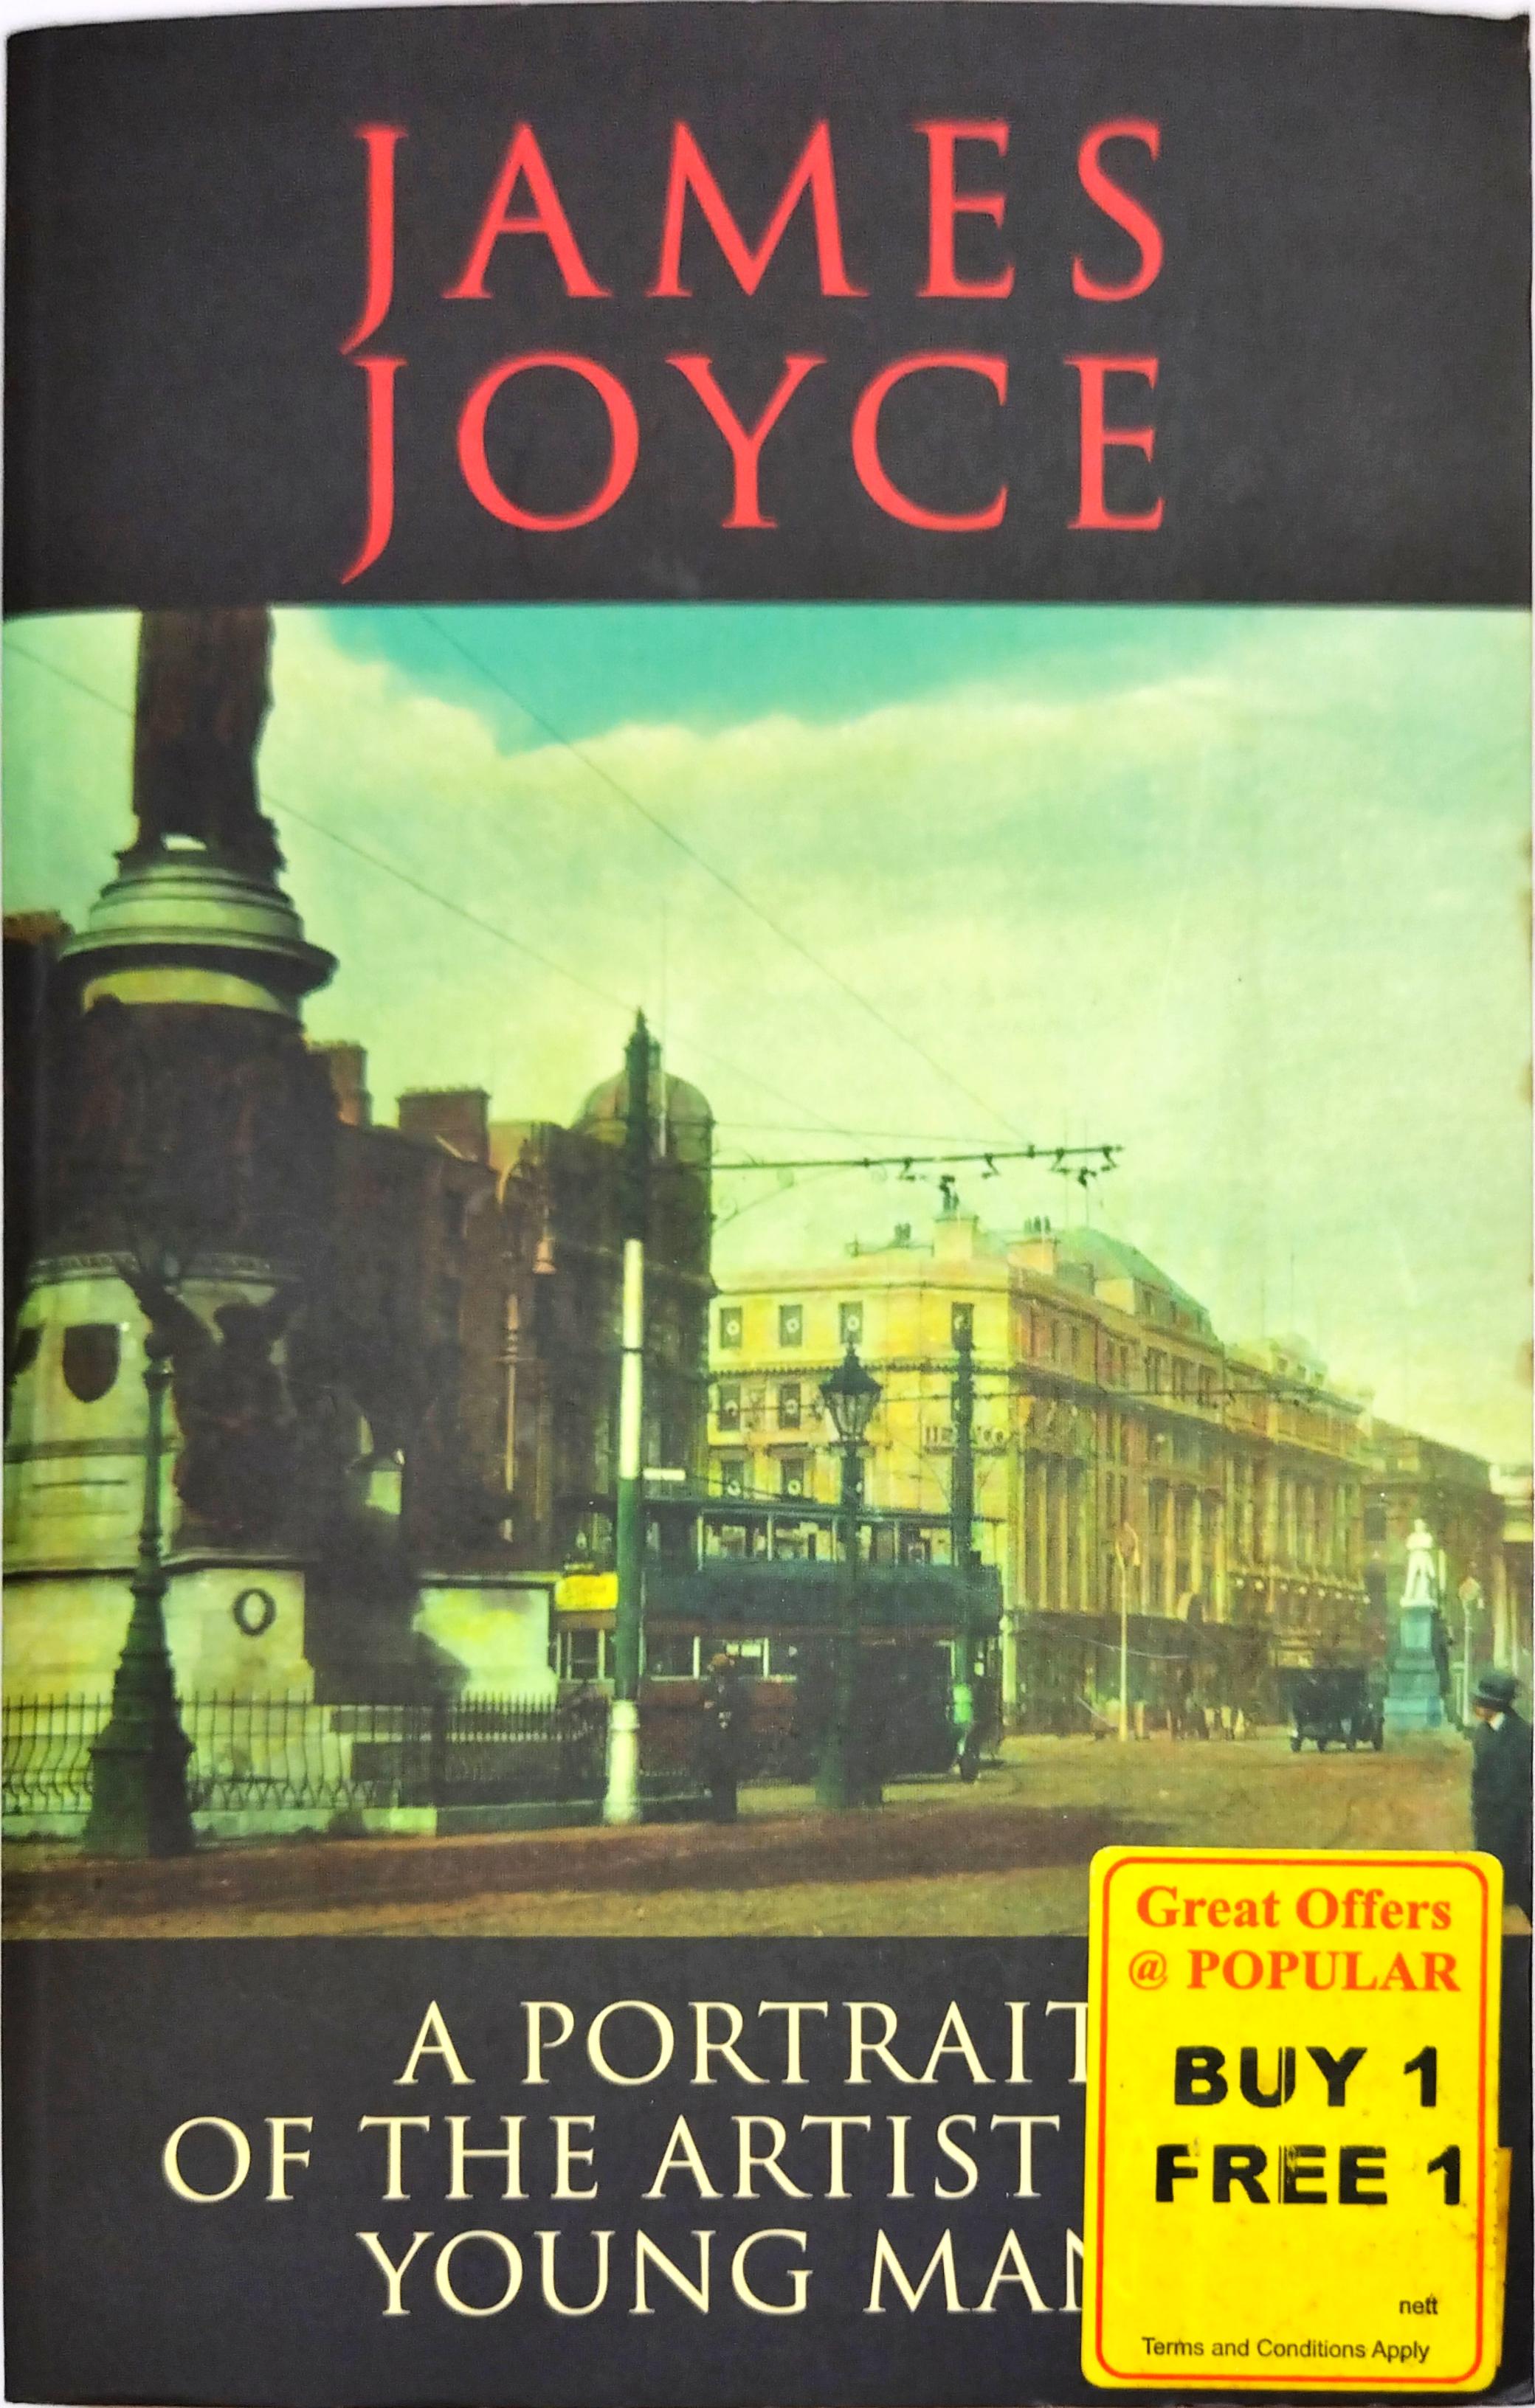 JAMES
JOYCE
A PORTRAIT
OF THE ARTIST
YOUNG MAN
Great Offers
@ POPULAR
BUY 1
FREE 1
nett
Terms and Conditions Apply